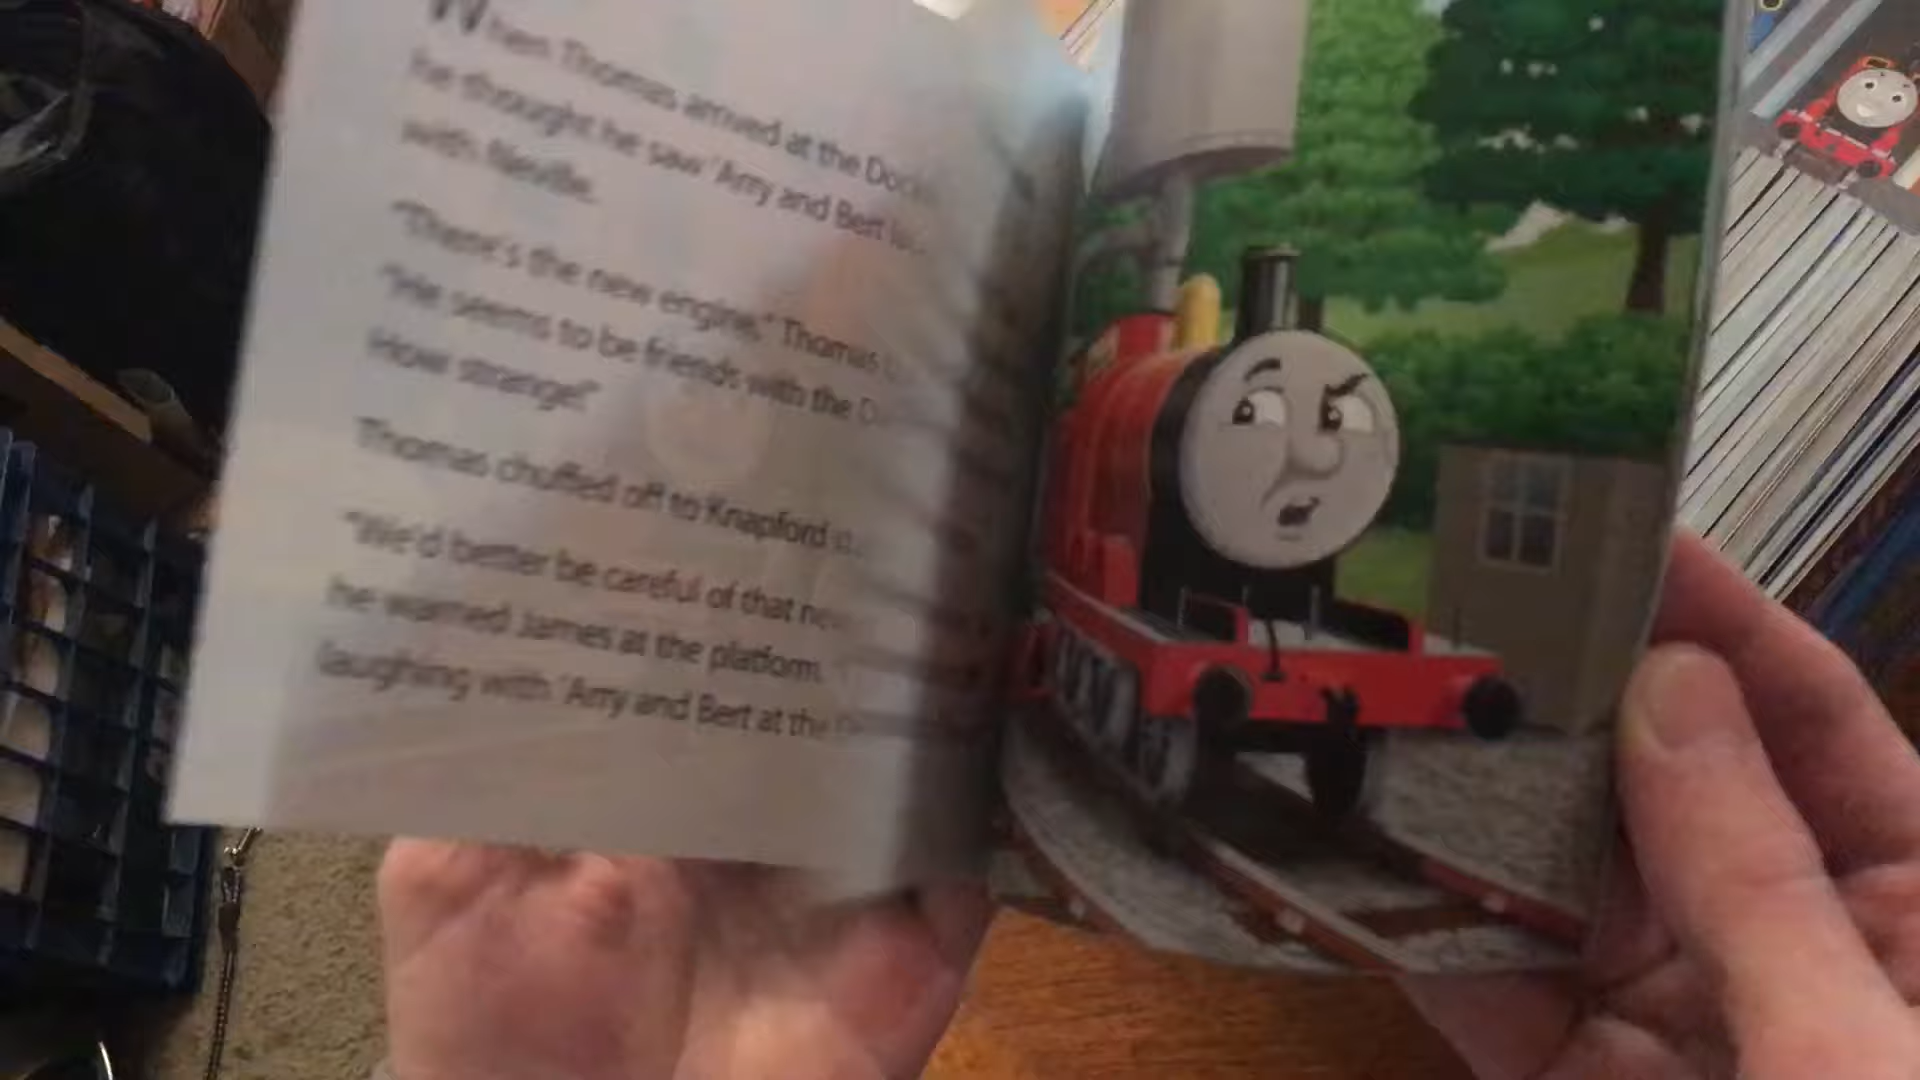 When Thomas arrived at the Docks
he thought he saw 'Arry and Bert
with Neville.
"There's the new engine," Thomas
"He seems to be friends with the
How strange!"
Thomas chuffed off to Knapford
"We'd better be careful of that
he warned James at the platform.
laughing with 'Arry and Bert at the